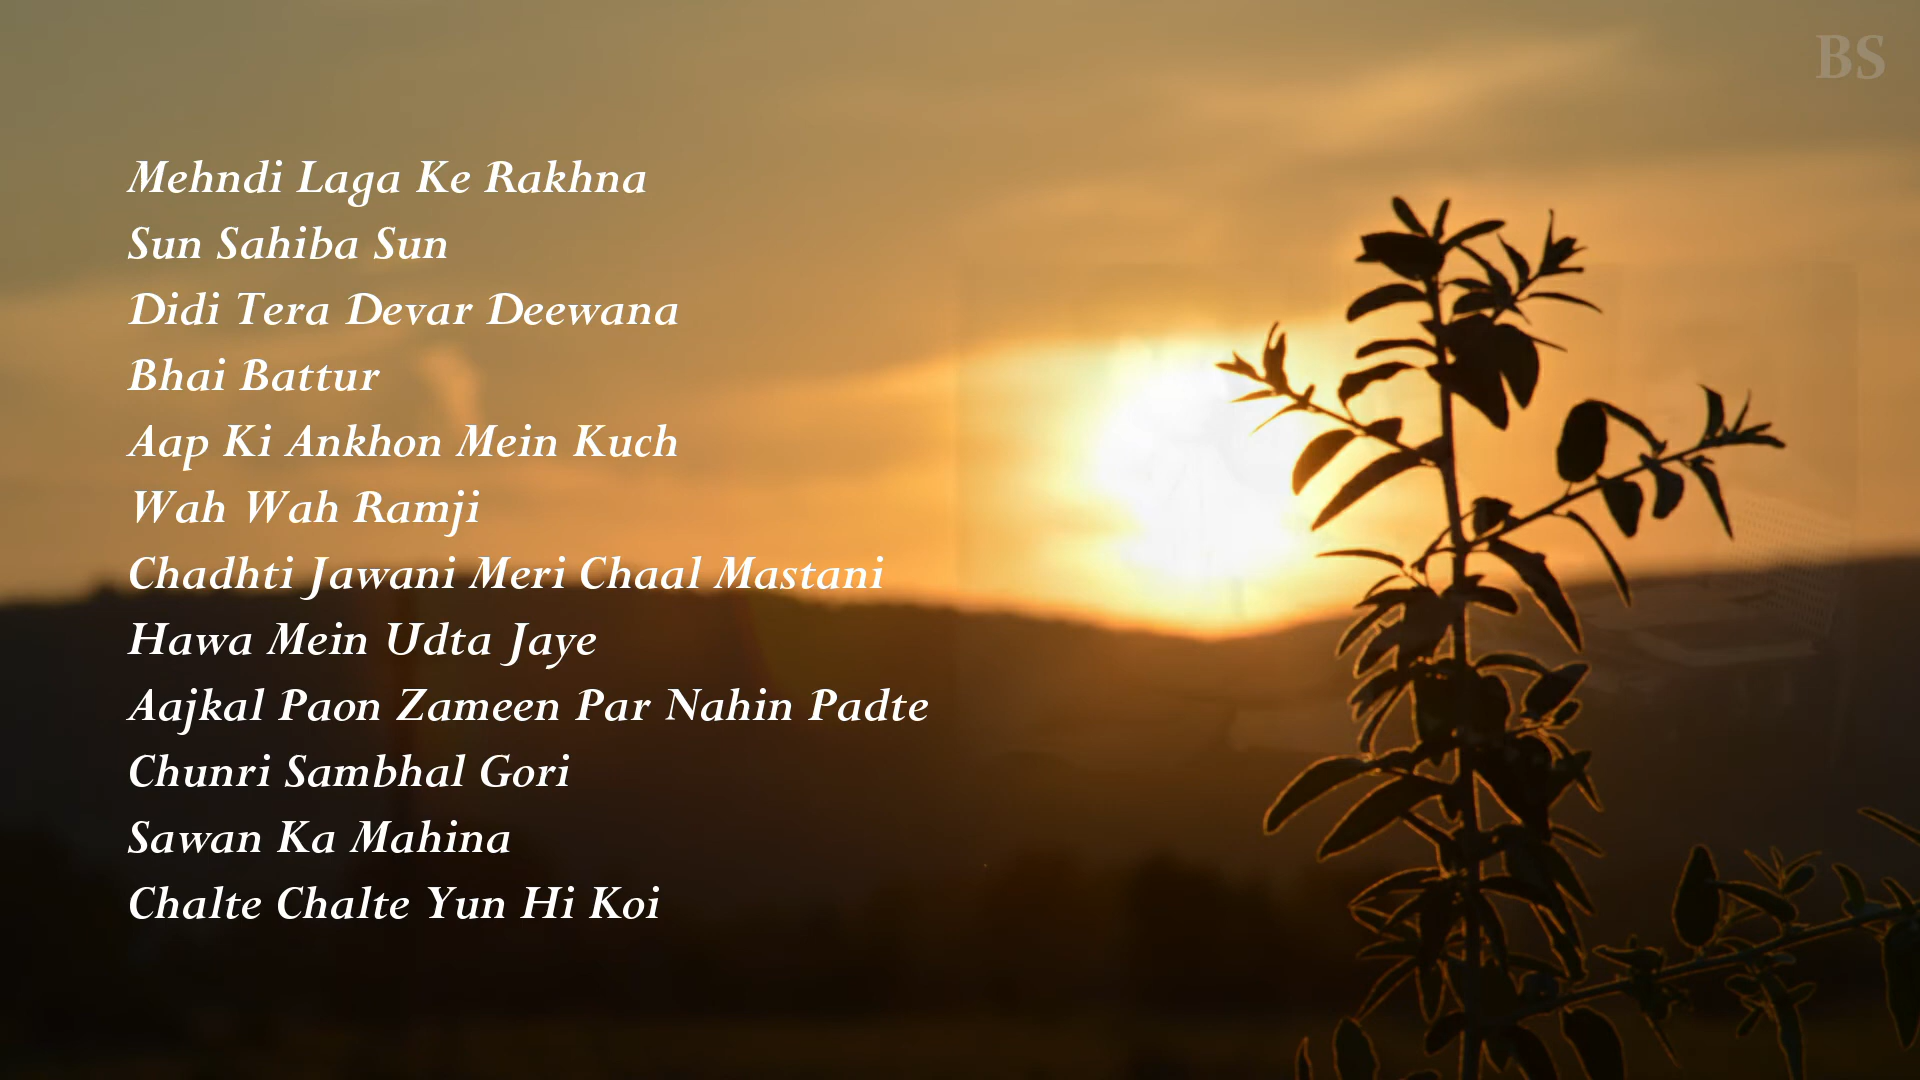 BS
Mehndi Laga Ke Rakhna
Sun Sahiba Sun
Didi Tera Devar Deewana
Bhai Battur
Aap Ki Ankhon Mein Kuch
Wah Wah Ramji
Chadhti Jawani Meri Chaal Mastani
Hawa Mein Udta Jaye
Aajkal Paon Zameen Par Nahin Padte
Chunri Sambhal Gori
Sawan Ka Mahina
Chalte Chalte Yun Hi Koi